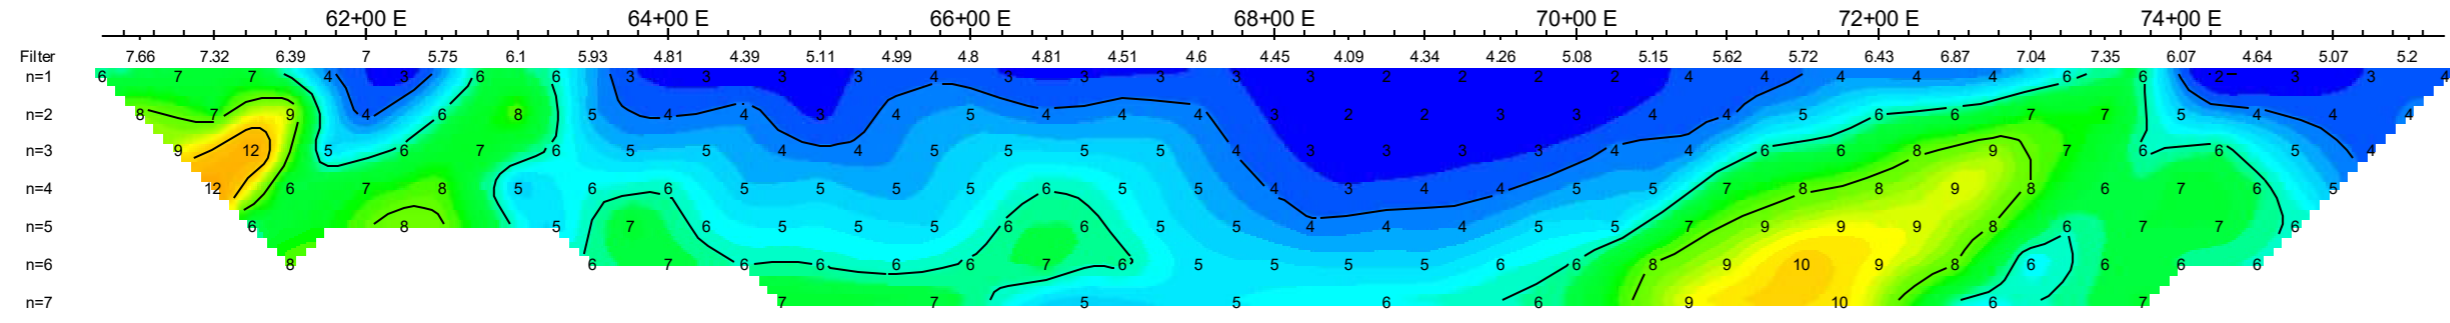 62+00 E 64+00 E 66+00 E 68+00 E 70+00 E 72+00 E 74+00 E
Filter 7.66 7.32 6.39 7 5.75 6.1 5.93 4.81 4.39 5.11 4.99 4.8 4.81 4.51 4.6 4.45 4.09 4.34 4.26 5.08 5.15 5.62 5.72 6.43 6.87 7.04 7.35 6.07 4.64 5.07 5.2
n=1 6 7 7 4 3 6 6 3 4 3 3 3 4 3 3 3 3 3 2 2 2 2 4 4 4 4 4 6 6 2 3 3 4
n=2 8 7 9 4 6 8 5 4 4 3 4 5 4 4 4 3 2 2 3 3 4 4 5 6 6 7 7 5 4 4 4
n=3 9 12 5 6 7 6 5 5 4 4 5 5 5 5 4 3 3 3 3 4 4 6 6 8 9 7 6 6 5 4
n=4 12 6 7 8 5 6 6 5 5 5 5 6 5 5 4 3 4 4 5 5 7 8 8 9 8 6 7 6 5
n=5 6 8 5 7 6 5 5 5 6 6 5 5 4 4 4 5 5 7 9 9 9 8 6 7 7 6
n=6 8 6 7 6 6 6 6 7 6 5 5 5 5 6 6 8 9 10 9 8 6 6 6 6
n=7 7 7 5 5 6 6 9 10 6 7